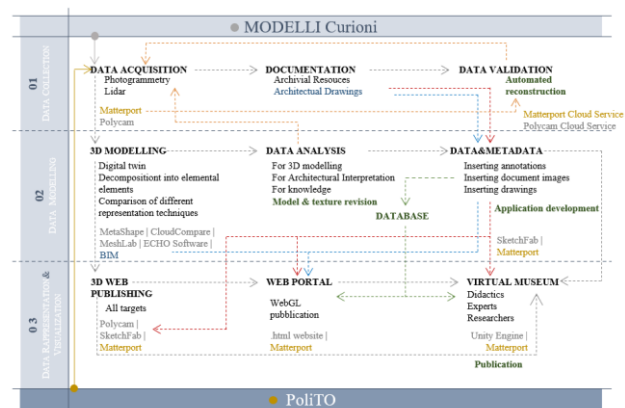 MODELLI Curioni
01
DATA COLLECTION
DATA ACQUISITION
Photogrammetry
Lidar
Matterport
Polycam
DOCUMENTATION
Archivial Resouces
Architectual Drawings
DATA VALIDATION
Automated
reconstruction
Matterport Cloud Service
Polycam Cloud Service
02
DATA MODELLING
3D MODELLING
Digital twin
Decompositiont into elemental
elements
Comparison of different
representation techniques
MetaShape | CloudCompare |
MeshLab | ECHO Software |
BIM
DATA ANALYSIS
For 3D modelling
For Architectural Interpretation
For knowledge
Model & texture revision
DATABASE
DATA&METADATA
Inserting annotations
Inserting document images
Inserting drawings
Application development
SketchFab |
Matterport
03
DATA RAPRESENTATION &
VISUALIZATION
3D WEB
PUBLISHING
All targets
Polycam |
SketchFab |
Matterport
WEB PORTAL
WebGL
pubblication
.html website |
Matterport
VIRTUAL MUSEUM
Didactics
Experts
Researchers
Unity Engine |
Matterport
Publication
PoliTO